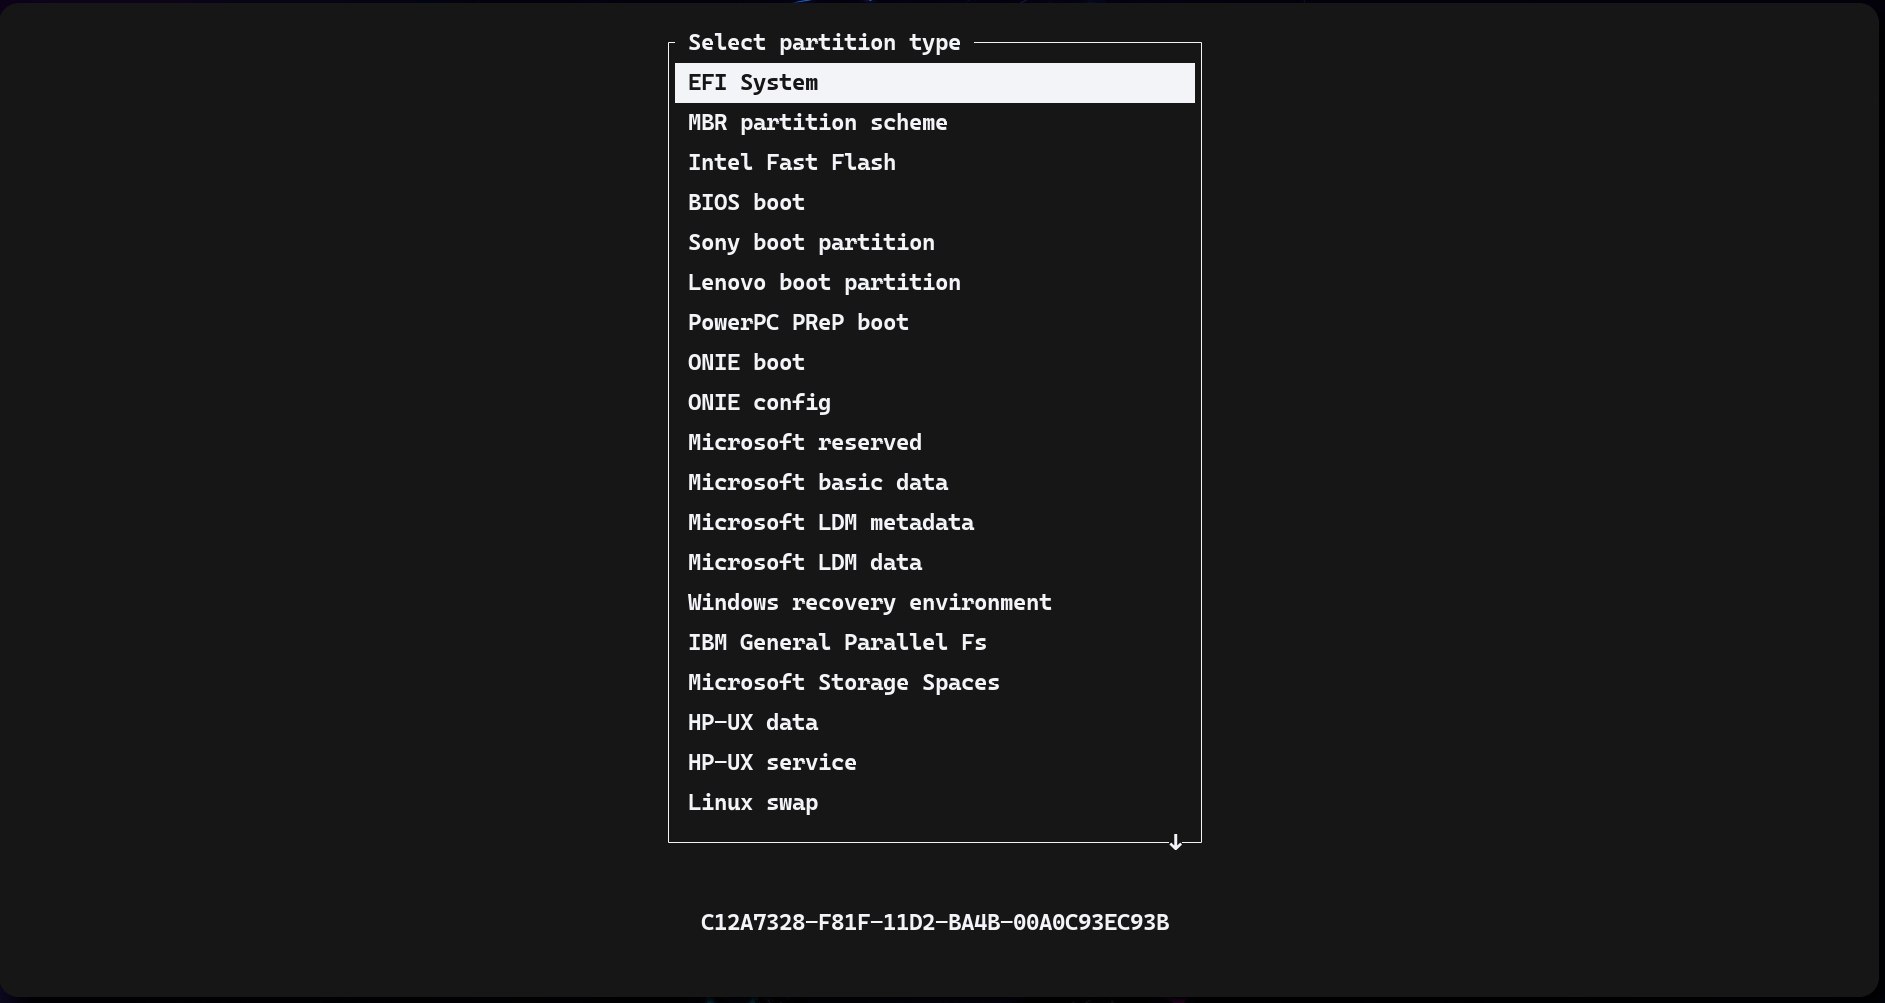 Select partition type
EFI System
MBR partition scheme
Intel Fast Flash
BIOS boot
Sony boot partition
Lenovo boot partition
PowerPC PReP boot
ONIE boot
ONIE config
Microsoft reserved
Microsoft basic data
Microsoft LDM metadata
Microsoft LDM data
Windows recovery environment
IBM General Parallel Fs
Microsoft Storage Spaces
HP-UX data
HP-UX service
Linux swap
↓
C12A7328-F81F-11D2-BA4B-00A0C93EC93B